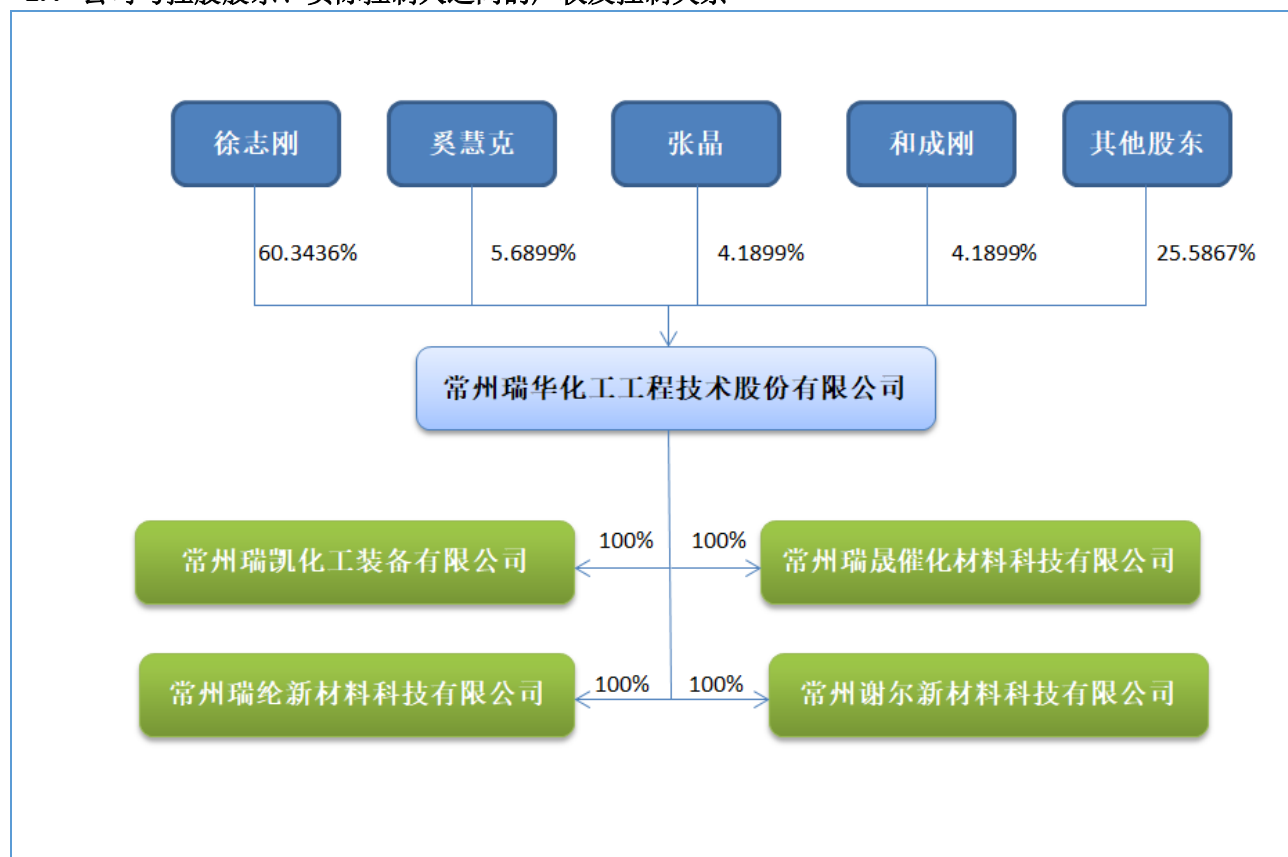 徐志刚
奚慧克
张晶
和成刚
其他股东
60.3436%
5.6899%
4.1899%
4.1899%
25.5867%
常州瑞华化工工程技术股份有限公司
100%
100%
常州瑞凯化工装备有限公司
常州瑞晟催化材料科技有限公司
100%
100%
常州瑞纶新材料科技有限公司
常州谢尔新材料科技有限公司